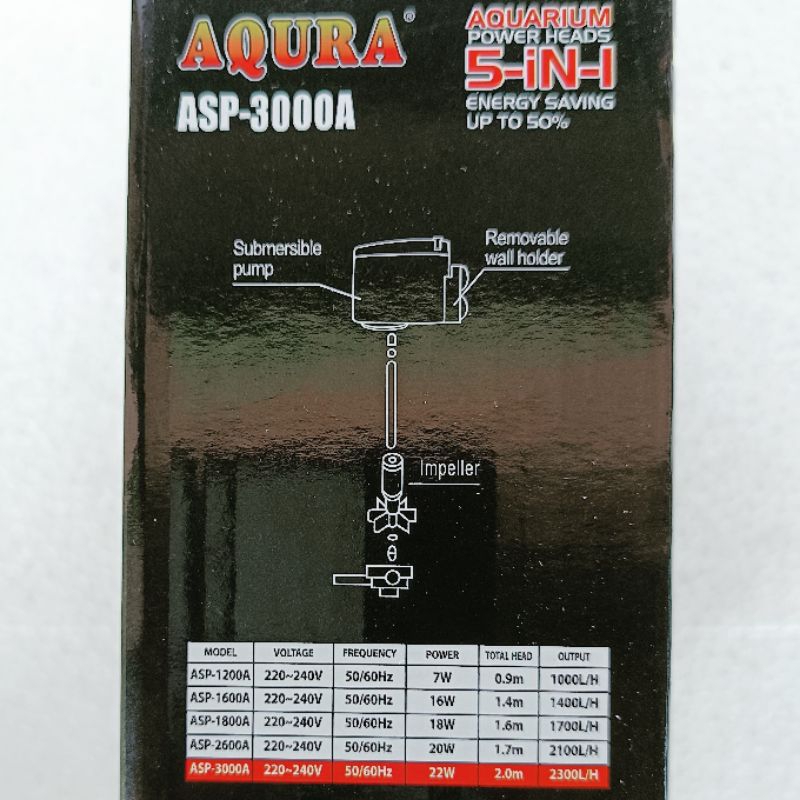 AQURA®
ASP-3000A
AQUARIUM
POWER HEADS
5-iN-1
ENERGY SAVING
UP TO 50%
Submersible
pump
Removable
wall holder
Impeller
MODEL VOLTAGE FREQUENCY POWER TOTAL HEAD OUTPUT
ASP-1200A 220~240V 50/60Hz 7W 0.9m 1000L/H
ASP-1600A 220~240V 50/60Hz 16W 1.4m 1400L/H
ASP-1800A 220~240V 50/60Hz 18W 1.6m 1700L/H
ASP-2600A 220~240V 50/60Hz 20W 1.7m 2100L/H
ASP-3000A 220~240V 50/60Hz 22W 2.0m 2300L/H